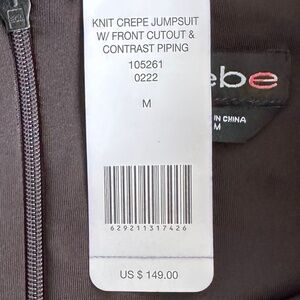 KNIT CREPE JUMPSUIT
W/ FRONT CUTOUT &
CONTRAST PIPING
105261
0222
M
629211317426
US $ 149.00
ebe
IN CHINA
M